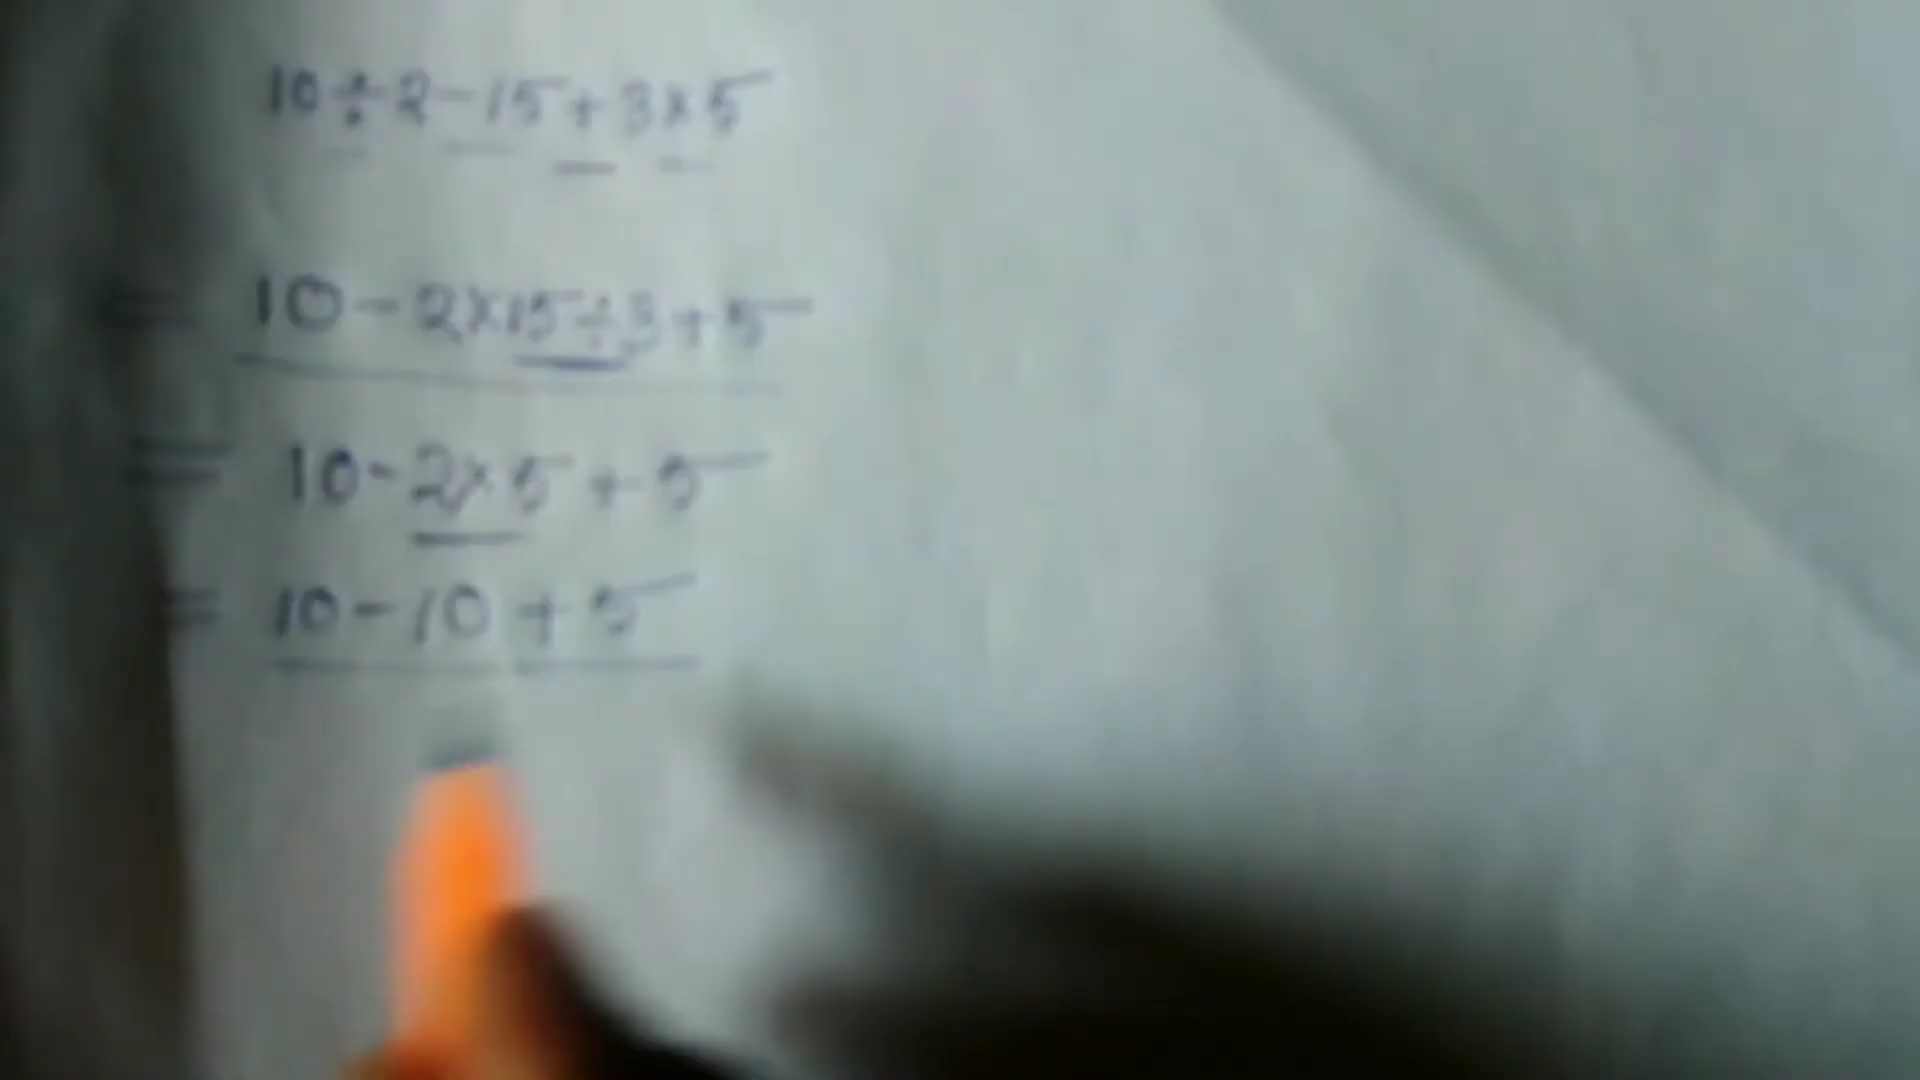 10÷2-15+3×5
= 10-2×15÷3+5
= 10-2×5+5
= 10-10+5